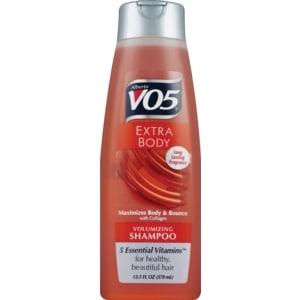 Alberto
VO5
EXTRA
BODY
Long
Lasting
Fragrance
Maximizes Body & Bounce
with Collagen
VOLUMIZING
SHAMPOO
5 Essential Vitamins™
for healthy,
beautiful hair
12.5 FL OZ (370 mL)